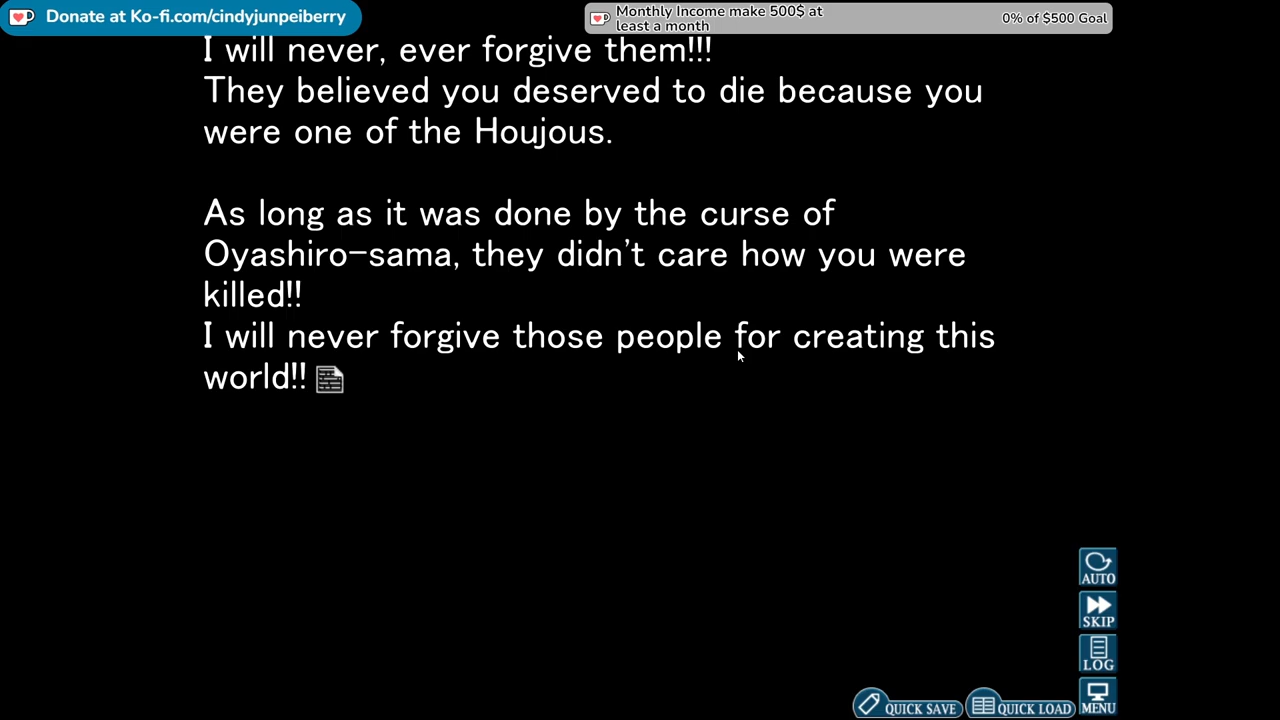 Donate at Ko-fi.com/cindyjunpeiberry
Monthly Income make 500$ at
least a month
0% of $500 Goal
I will never, ever forgive them!!!
They believed you deserved to die because you
were one of the Houjous.
As long as it was done by the curse of
Oyashiro-sama, they didn't care how you were
killed!!
I will never forgive those people for creating this
world!!
AUTO
SKIP
LOG
MENU
QUICK SAVE
QUICK LOAD